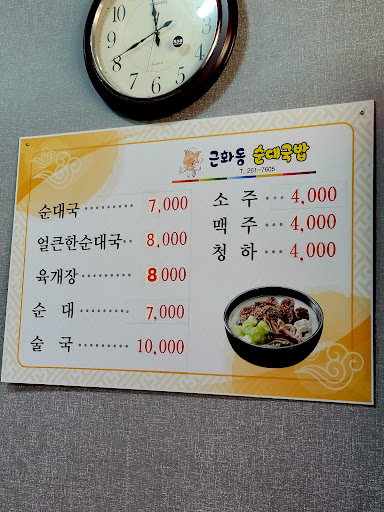 근화동 순대국밥
T. 261-7605
순대국 ········· 7,000
얼큰한순대국·· 8,000
육개장 ········· 8 000
순 대 ········· 7,000
술 국 ········· 10,000
소 주 ··· 4,000
맥 주 ··· 4,000
청 하 ··· 4,000